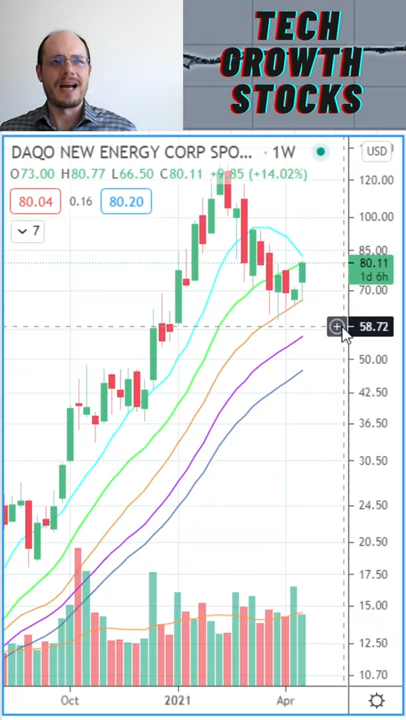 TECH
GROWTH
STOCKS
DAQO NEW ENERGY CORP SPO... · 1W
USD
O73.00 H80.77 L66.50 C80.11 +9.85 (+14.02%)
80.04 0.16 80.20
7
120.00
100.00
85.00
80.11
1d 6h
70.00
58.72
50.00
42.50
36.50
30.50
24.50
20.50
17.50
15.00
12.50
10.70
Oct 2021 Apr